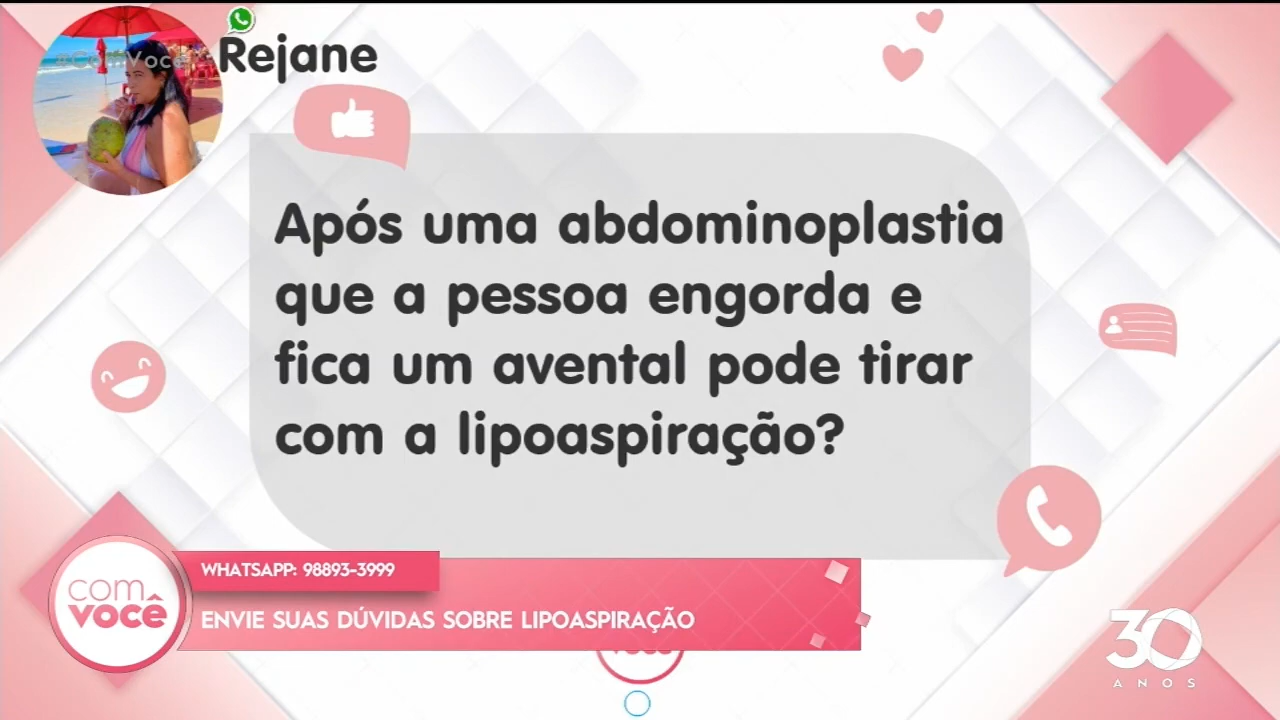 #ComVocê
Rejane
Após uma abdominoplastia
que a pessoa engorda e
fica um avental pode tirar
com a lipoaspiração?
WHATSAPP: 98893-3999
com
você
ENVIE SUAS DÚVIDAS SOBRE LIPOASPIRAÇÃO
30
ANOS